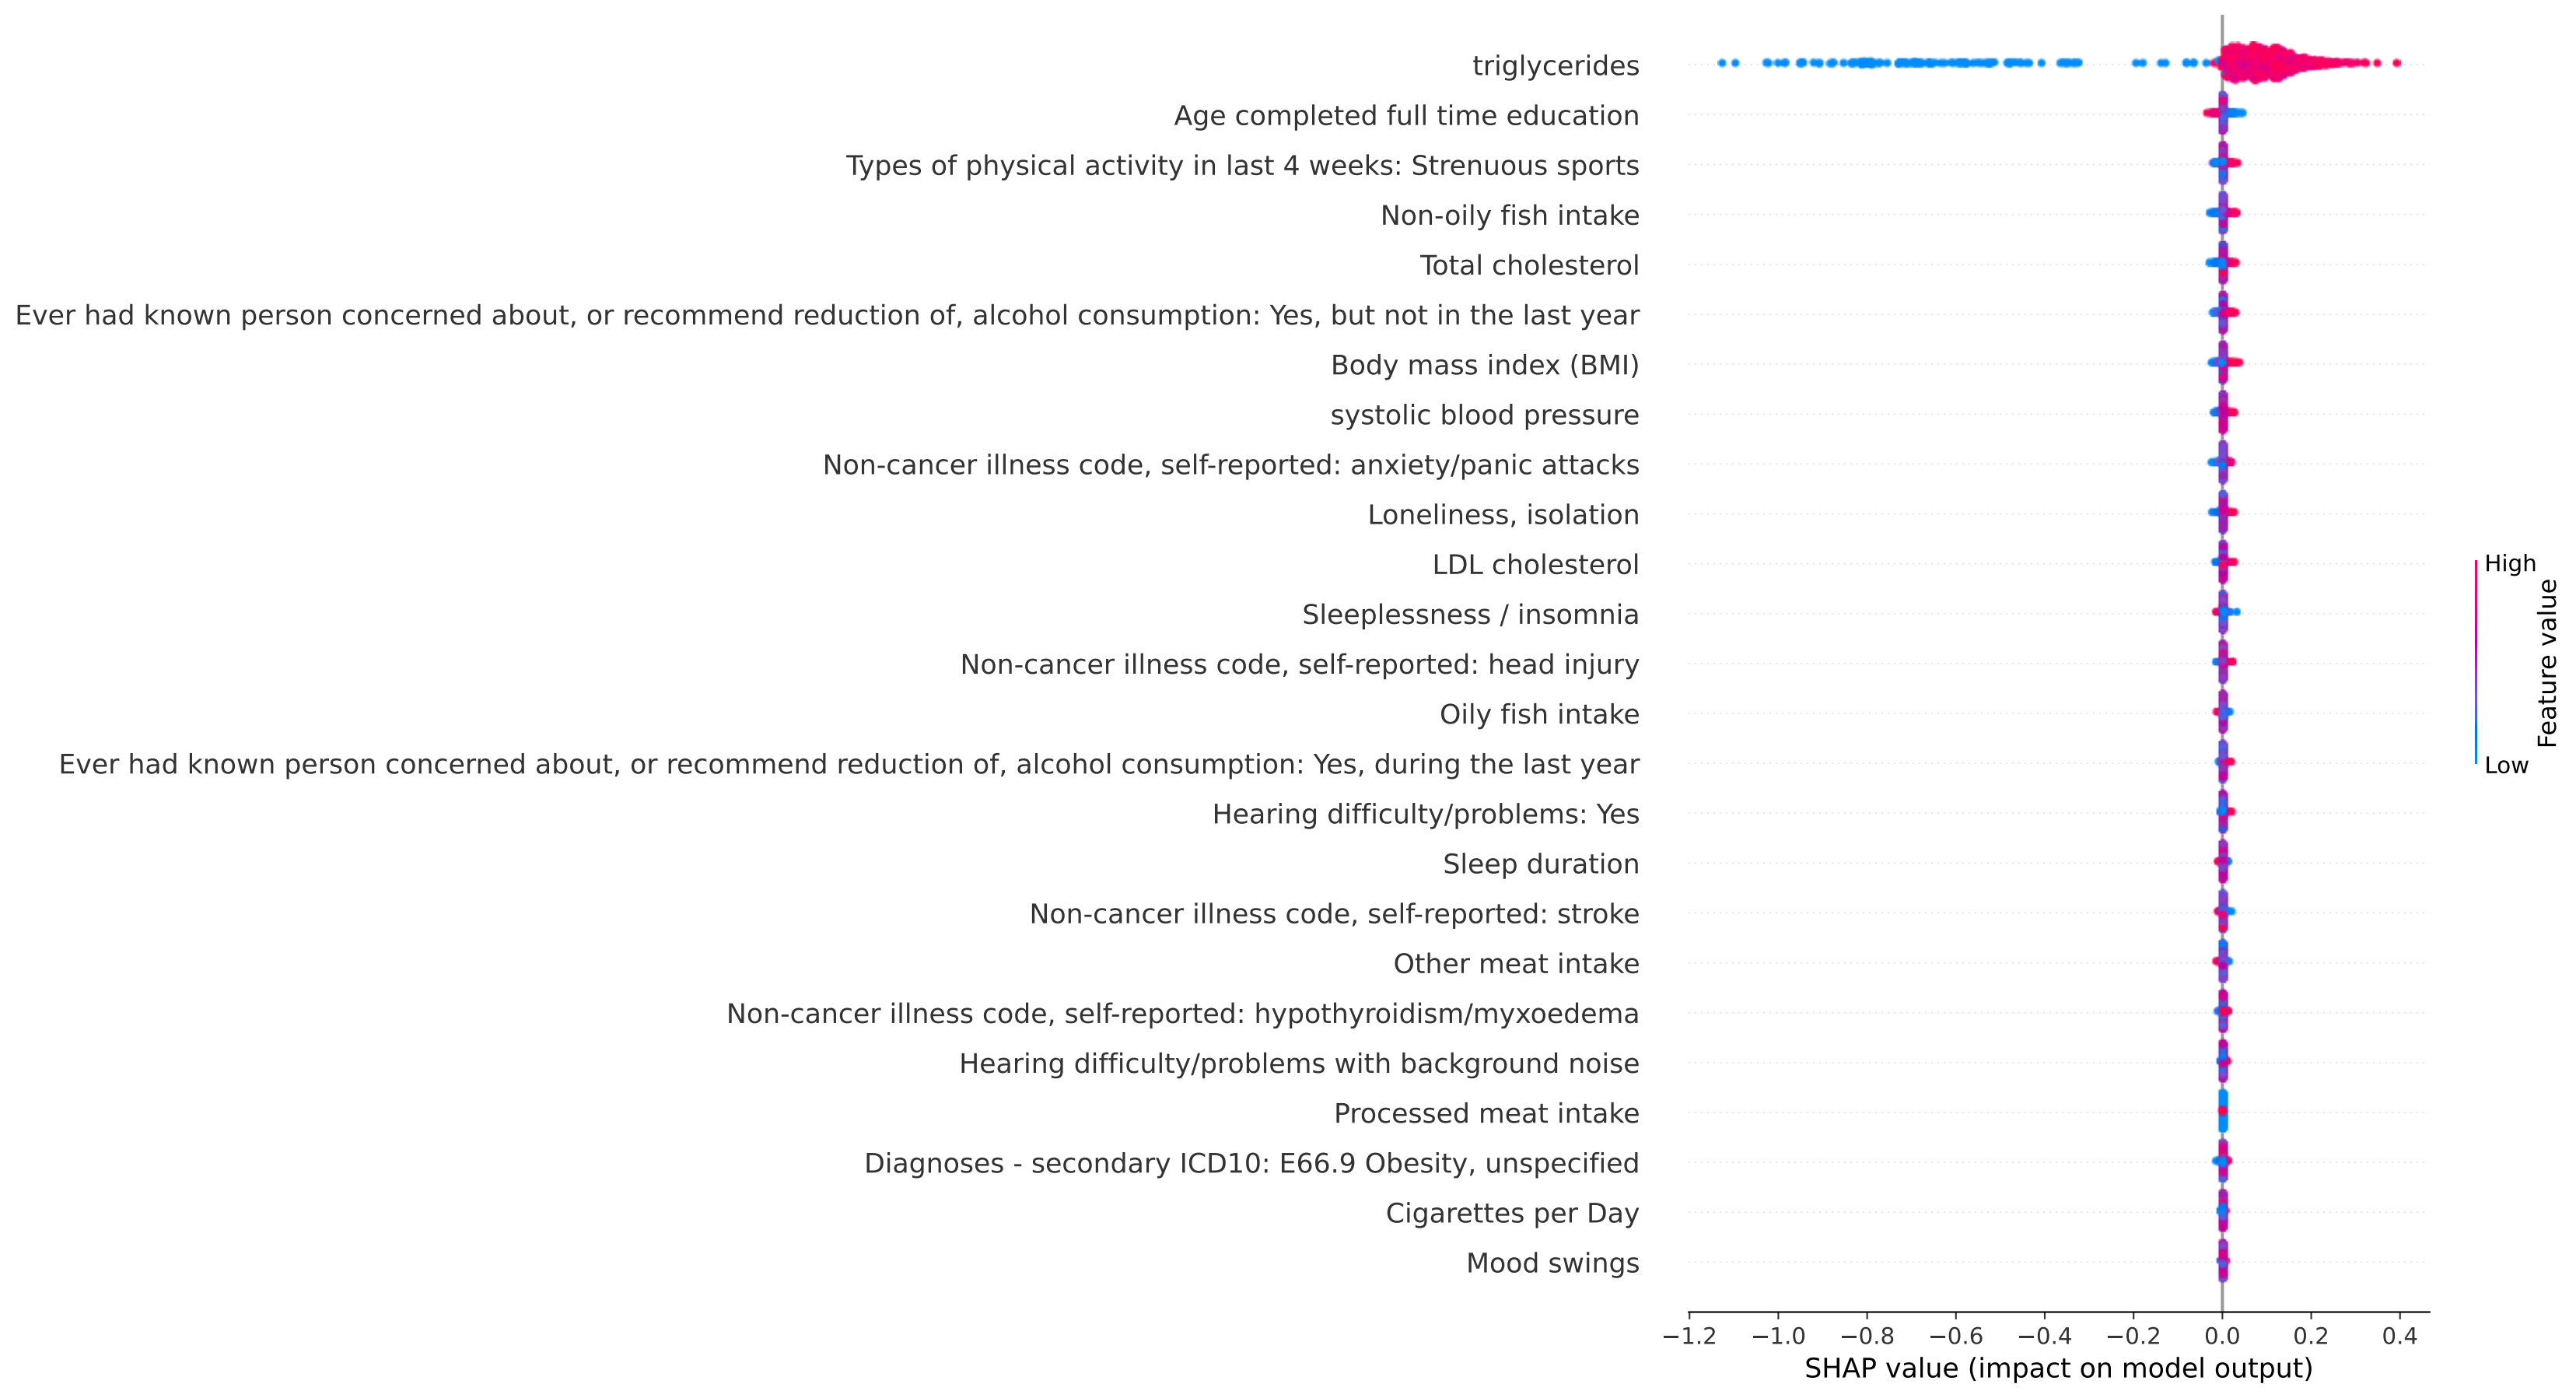 triglycerides
Age completed full time education
Types of physical activity in last 4 weeks: Strenuous sports
Non-oily fish intake
Total cholesterol
Ever had known person concerned about, or recommend reduction of, alcohol consumption: Yes, but not in the last year
Body mass index (BMI)
systolic blood pressure
Non-cancer illness code, self-reported: anxiety/panic attacks
Loneliness, isolation
LDL cholesterol
Sleeplessness / insomnia
Non-cancer illness code, self-reported: head injury
Oily fish intake
Ever had known person concerned about, or recommend reduction of, alcohol consumption: Yes, during the last year
Hearing difficulty/problems: Yes
Sleep duration
Non-cancer illness code, self-reported: stroke
Other meat intake
Non-cancer illness code, self-reported: hypothyroidism/myxoedema
Hearing difficulty/problems with background noise
Processed meat intake
Diagnoses - secondary ICD10: E66.9 Obesity, unspecified
Cigarettes per Day
Mood swings
−1.2 −1.0 −0.8 −0.6 −0.4 −0.2 0.0 0.2 0.4
SHAP value (impact on model output)
High
Feature value
Low